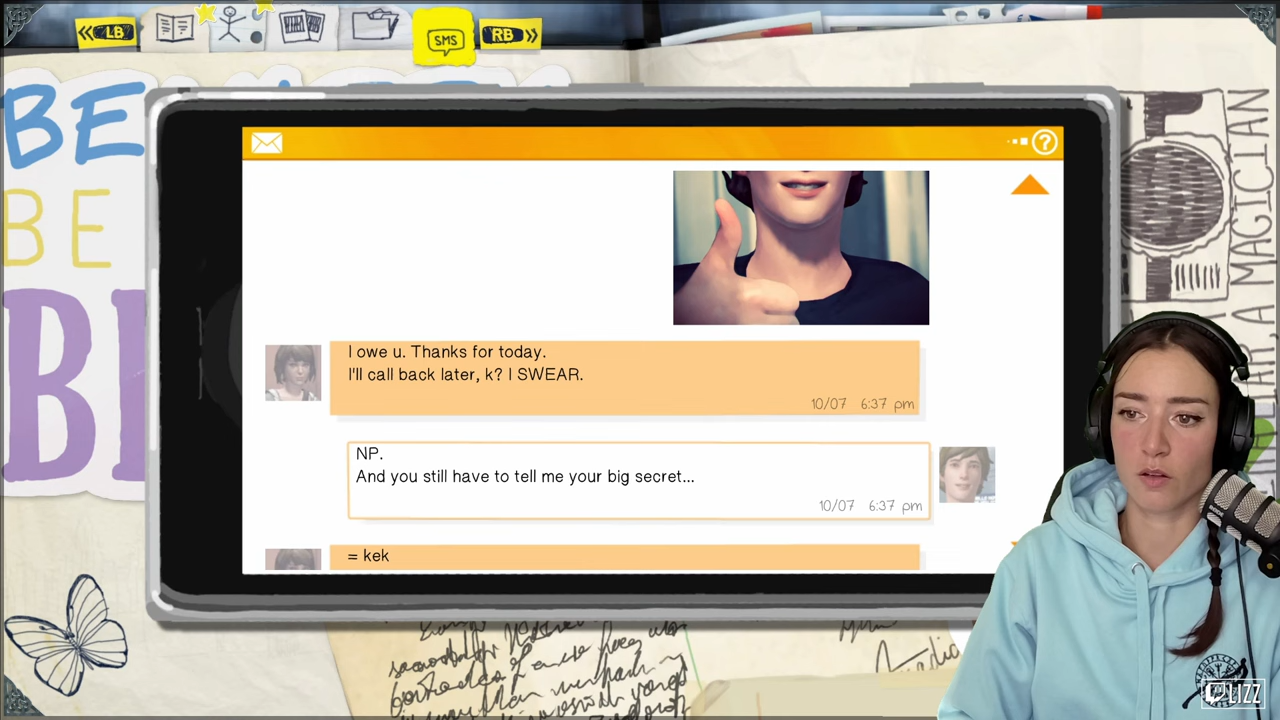 LB
SMS
RB
BE
BE
I owe u. Thanks for today.
I'll call back later, k? I SWEAR.
10/07 6:37 pm
NP.
And you still have to tell me your big secret...
10/07 6:37 pm
= kek
MAGICIAN
LIZZ